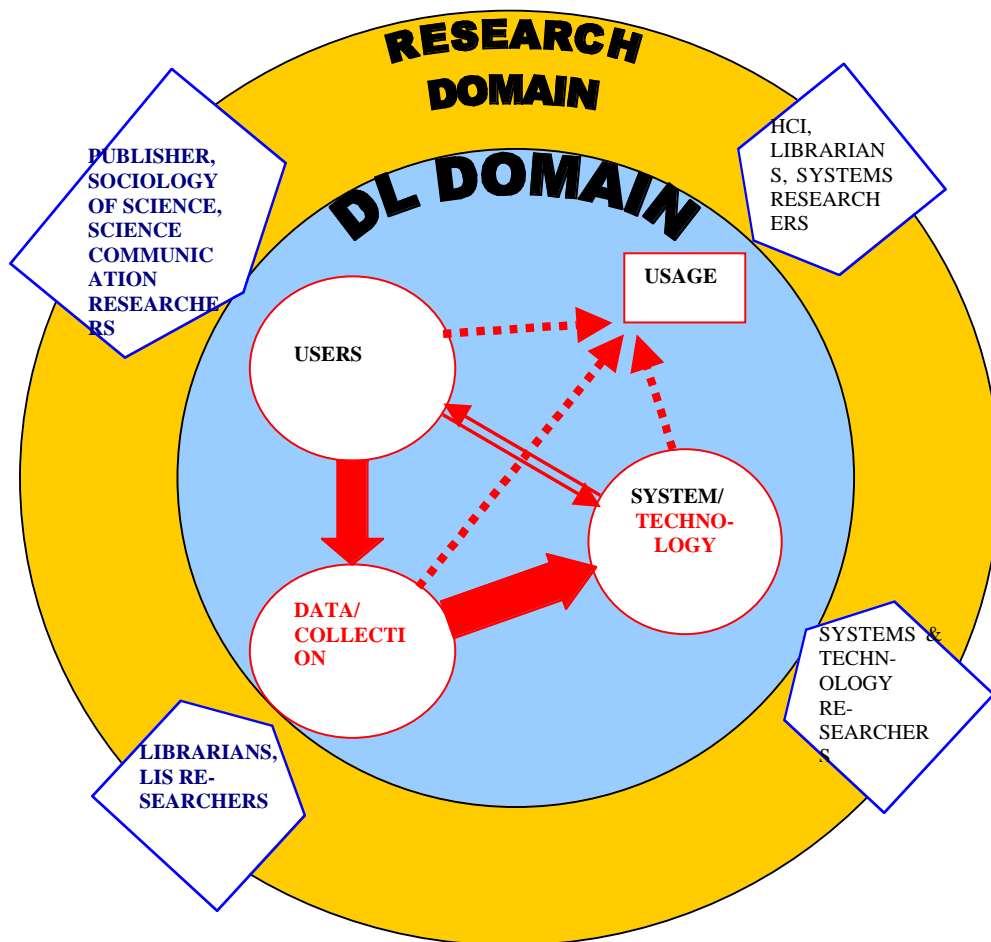 RESEARCH
DOMAIN
DL DOMAIN
PUBLISHER,
SOCIOLOGY
OF SCIENCE,
SCIENCE
COMMUNIC
ATION
RESEARCHE
RS
HCI,
LIBRARIAN
S, SYSTEMS
RESEARCH
ERS
USAGE
USERS
SYSTEM/
TECHNO-
LOGY
DATA/
COLLECTI
ON
SYSTEMS &
TECHN-
OLOGY
RE-
SEARCHER
S
LIBRARIANS,
LIS RE-
SEARCHERS